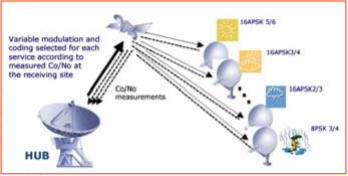 Variable modulation and
coding selected for each
service according to
measured Co/No at
the receiving site
16APSK 5/6
16APSK3/4
16APSK2/3
8PSK 3/4
Co/No
measurements
HUB